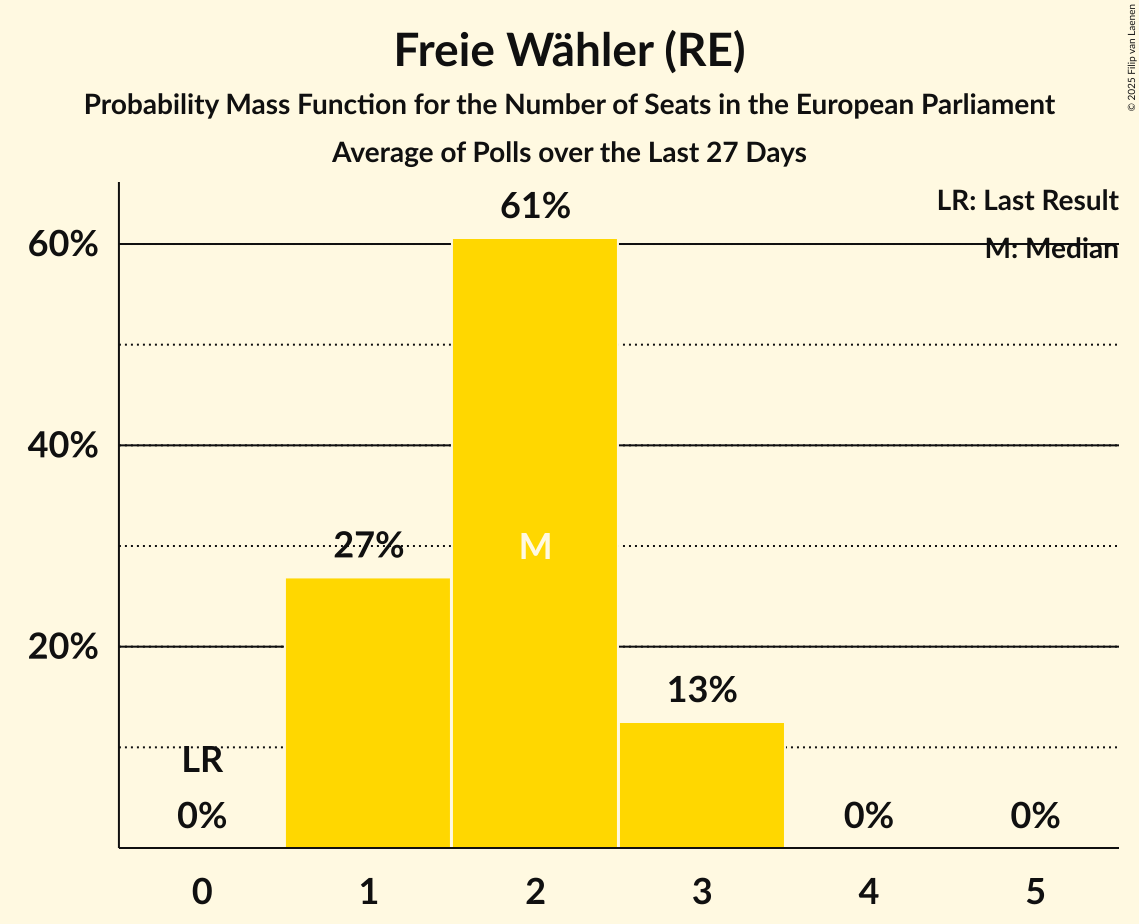 Freie Wähler (RE)
Probability Mass Function for the Number of Seats in the European Parliament
Average of Polls over the Last 27 Days
© 2025 Filip van Laenen
LR: Last Result
M: Median
60%
40%
20%
LR
0%
27%
61%
M
13%
0%
0%
0
1
2
3
4
5